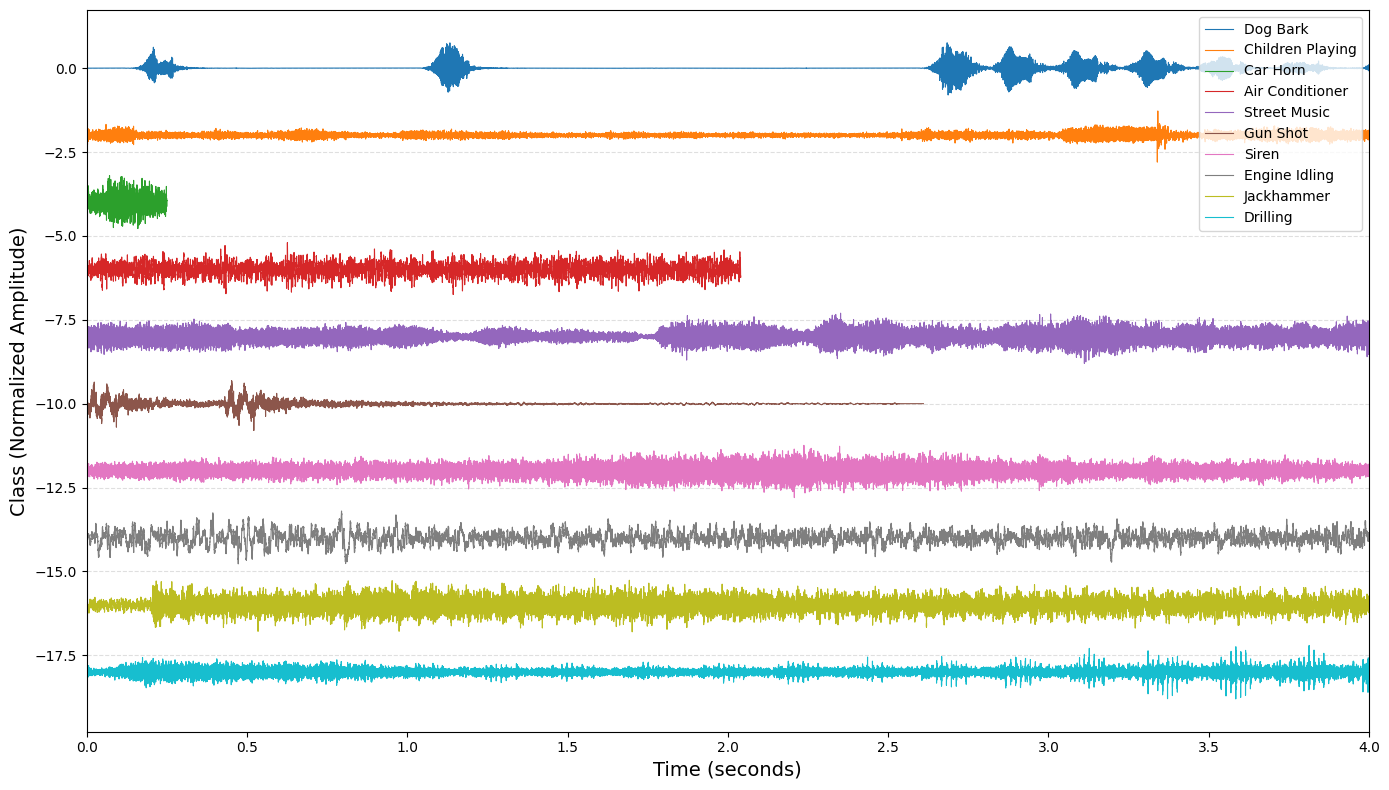 Dog Bark
Children Playing
Car Horn
Air Conditioner
Street Music
Gun Shot
Siren
Engine Idling
Jackhammer
Drilling
0.0
−2.5
−5.0
−7.5
−10.0
−12.5
−15.0
−17.5
Class (Normalized Amplitude)
0.0 0.5 1.0 1.5 2.0 2.5 3.0 3.5 4.0
Time (seconds)